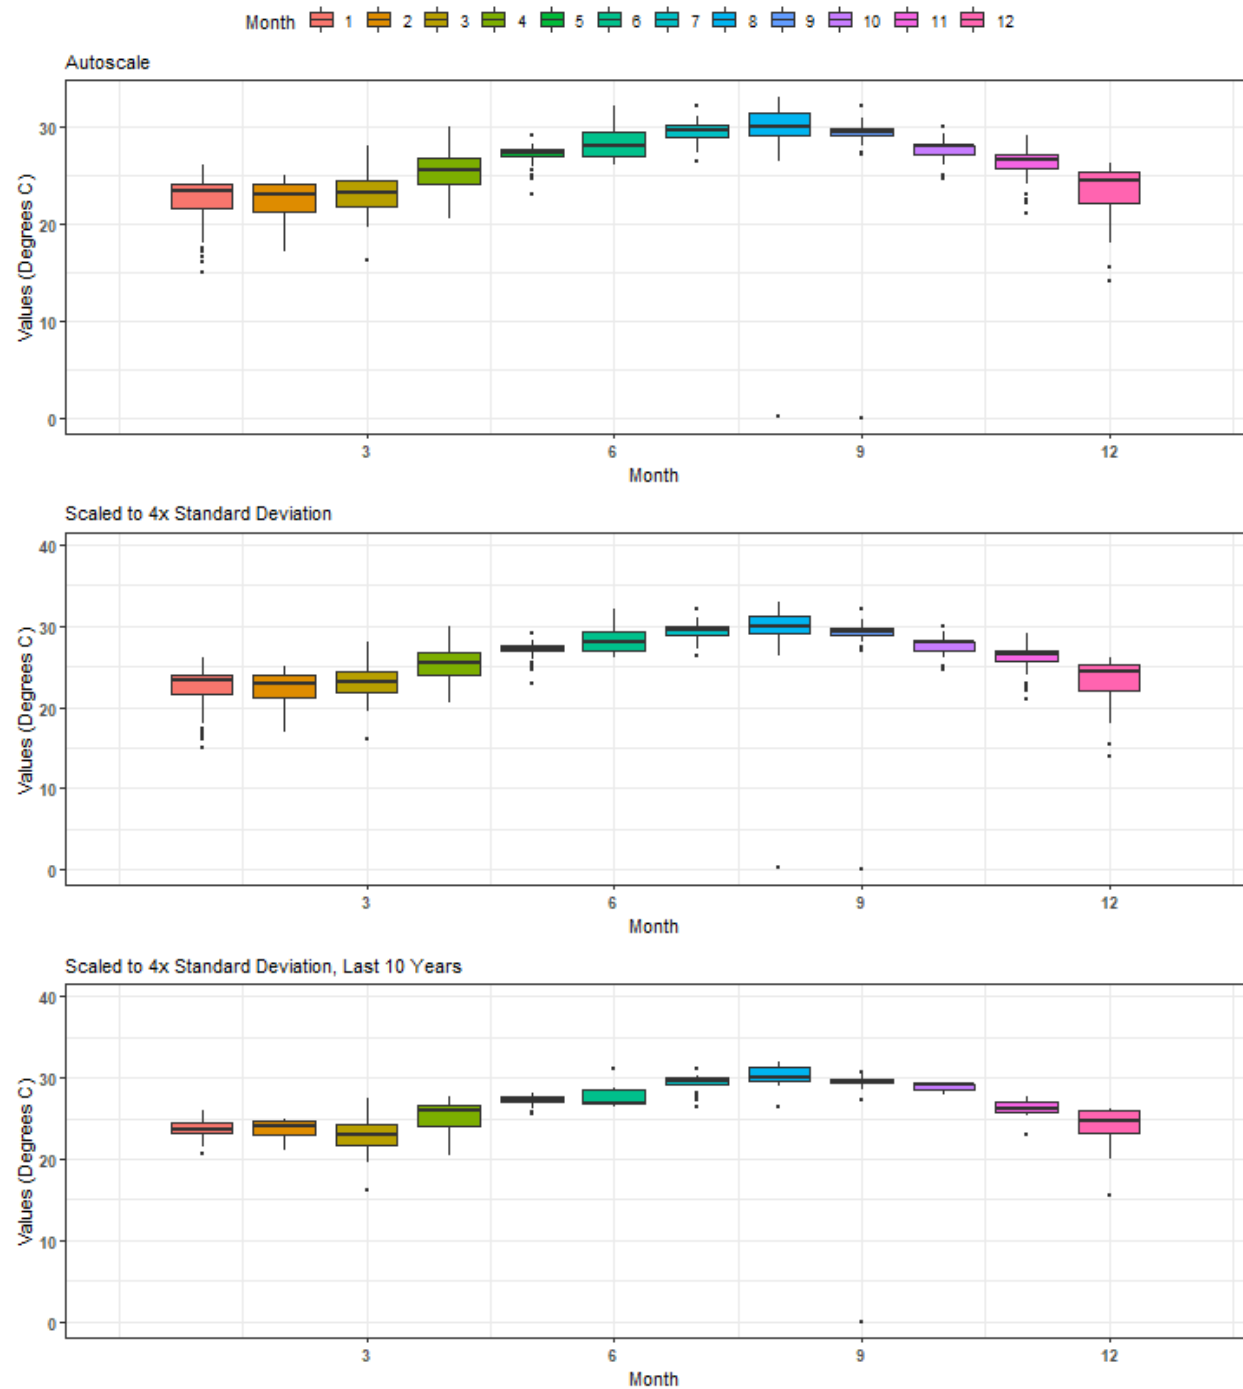 Month 1 2 3 4 5 6 7 8 9 10 11 12
Autoscale
Values (Degrees C)
30
20
10
0
3 6 9 12
Month
Scaled to 4x Standard Deviation
Values (Degrees C)
40
30
20
10
0
3 6 9 12
Month
Scaled to 4x Standard Deviation, Last 10 Years
Values (Degrees C)
40
30
20
10
0
3 6 9 12
Month